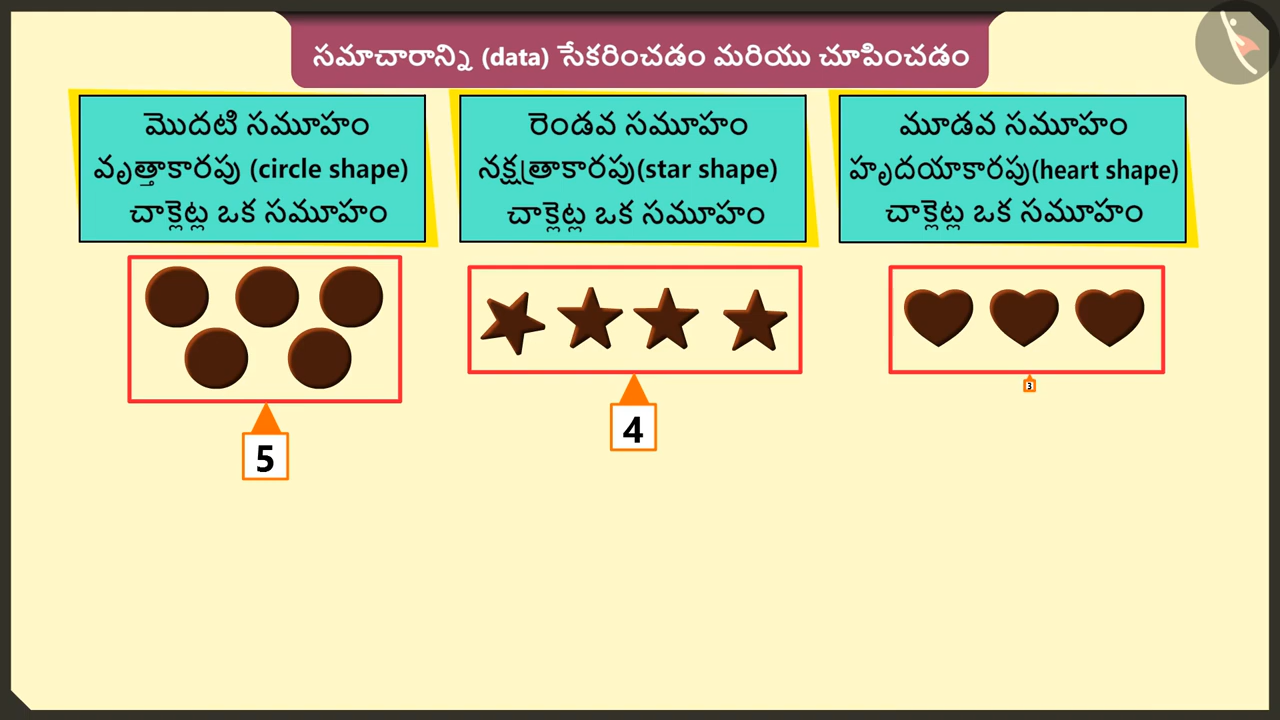 సమాచారాన్ని (data) సేకరించడం మరియు చూపించడం
మొదటి సమూహం
వృత్తాకారపు (circle shape)
చాక్లెట్ల ఒక సమూహం
రెండవ సమూహం
నక్షత్రాకారపు(star shape)
చాక్లెట్ల ఒక సమూహం
మూడవ సమూహం
హృదయాకారపు(heart shape)
చాక్లెట్ల ఒక సమూహం
5
4
3